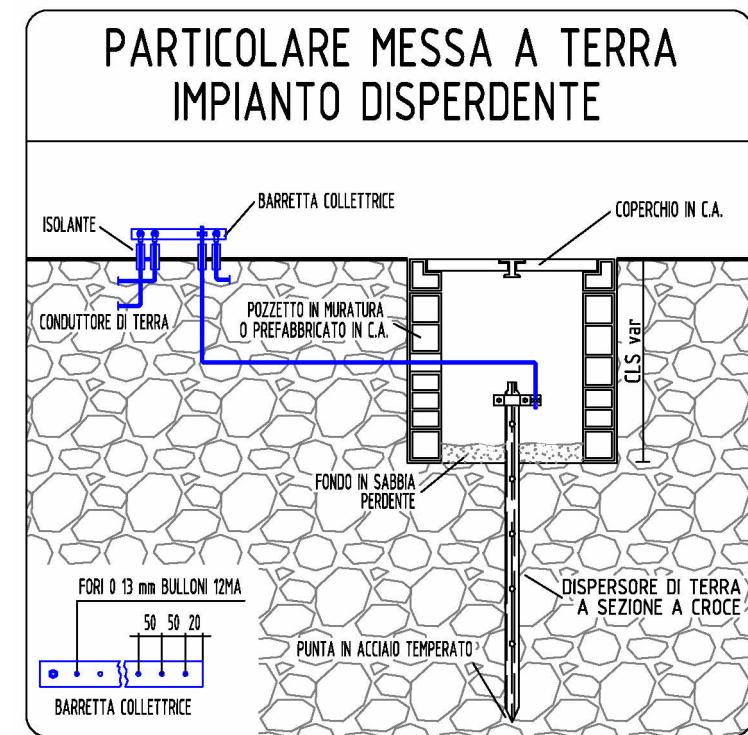 PARTICOLARE MESSA A TERRA
IMPIANTO DISPERDENTE
BARRETTA COLLETTRICE
ISOLANTE
COPERCHIO IN C.A.
CONDUTTORE DI TERRA
POZZETTO IN MURATURA
O PREFABBRICATO IN C.A.
CLS var
FONDO IN SABBIA
PERDENTE
FORI 0 13 mm BULLONI 12MA
50 50 20
DISPERSORE DI TERRA
A SEZIONE A CROCE
PUNTA IN ACCIAIO TEMPERATO
BARRETTA COLLETTRICE